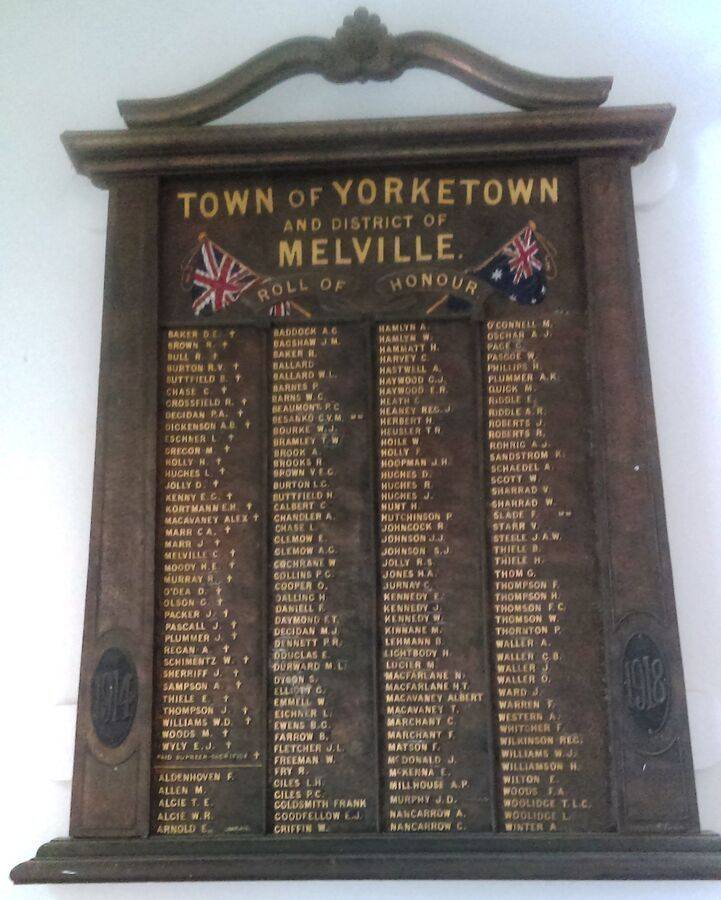 TOWN OF YORKETOWN
AND DISTRICT OF
MELVILLE.
ROLL OF HONOUR
1914
1918
BAKER D.E. ✝
BROWN R. ✝
BULL R. ✝
BURTON R.V. ✝
BUTTFIELD B. ✝
CHASE C. ✝
CROSSFIELD R. ✝
DECIDAN P.A. ✝
DICKENSON A.B ✝
ESCHNER L ✝
GREGOR M. ✝
HOLLY H. ✝
HUGHES L. ✝
JOLLY D. ✝
KENNY E.C. ✝
KORTMANN E.H. ✝
MACAVANEY ALEX ✝
MARR C.A. ✝
MARR J. ✝
MELVILLE C. ✝
MOODY H.E. ✝
MURRAY R. ✝
O'DEA D. ✝
OLSON C. ✝
PACKER J. ✝
PASCALL J. ✝
PLUMMER J. ✝
REGAN A. ✝
SCHIMENTZ W. ✝
SHERRIFF J. ✝
SAMPSON A. ✝
THIELE E. ✝
THOMPSON J. ✝
WILLIAMS W.D. ✝
WOODS M. ✝
WYLY E.J. ✝
PAID SUPREME SACRIFICE ✝
ALDENHOVEN F.
ALLEN M.
ALGIE T.E.
ALGIE W.R.
ARNOLD E.
BADDOCK A.C
BAGSHAW J.M.
BAKER R.
BALLARD
BALLARD W.L.
BARNES P.
BARNS W.C.
BEAUMONT P.C
BESANKO C.V.M.
BOURKE W.J.
BRAMLEY T.W
BROOK A.
BROOKS R
BROWN V.E.C.
BURTON L.C.
BUTTFIELD H.
CALBERT C.
CHANDLER A.
CHASE L.
CLEMOW E.
CLEMOW A.C.
COCHRANE W.
COLLINS P.C.
COOPER O.
DALLING H.
DANIELL F.
DAYMOND F.T.
DECIDAN M.J.
DENNETT P.R.
DOUGLAS E.
DURWARD M.L.
DYSON S.
ELLIOTT G.
EMMELL W.
EICHNER L.
EWENS B.G.
FARROW B.
FLETCHER J.L.
FREEMAN W.
FRY R.
GILES L.H.
GILES P.C.
GOLDSMITH FRANK
GOODFELLOW E.J.
GRIFFIN W.
HAMLYN A.
HAMLYN W.
HAMMATT H.
HARVEY C.
HASTWELL A.
HAYWOOD C.J.
HAYWOOD E.R.
HEATH C.
HEANEY REG. J
HERBERT H.
HEUSLER T.R
HOILE W.
HOLLY F.
HOOPMAN J.H.
HUGHES D.
HUGHES R.
HUGHES J.
HUNT H.
HUTCHINSON P
JOHNCOCK R
JOHNSON J.J.
JOHNSON S.J
JOLLY R.S.
JONES H.A.
JURNAY C.
KENNEDY E.
KENNEDY J.
KENNEDY W.
KINNANE M.
LEHMANN B.
LIGHTBODY H.
LUCIER M.
MACFARLANE N.
MACFARLANE H.T.
MACAVANEY ALBERT
MACAVANEY T.
MARCHANT C.
MARCHANT F.
MATSON F.
McDONALD J.
McKENNA E.
MILLHOUSE A.P
MURPHY J.D.
NANCARROW A.
NANCARROW C.
O'CONNELL M.
OSCHAR A.J.
PAGE C.
PASCOE W.
PHILLIPS H.
PLUMMER A.K.
QUICK M.
RIDDLE E.
RIDDLE A.R.
ROBERTS J.
ROBERTS R.
ROHRIG A.J.
SANDSTROM K.
SCHAEDEL A.
SCOTT W.
SHARRAD V.
SHARRAD W.
SLADE F.
STARR V.
STEELE J.A.W.
THIELE B.
THIELE H.
THOM G.
THOMPSON F.
THOMPSON H.
THOMSON F.C.
THOMSON W.
THORNTON P.
WALLER A.
WALLER C.B.
WALLER J.
WALLER O.
WARD J.
WARREN F.
WESTERN A.
WHITCHER F.
WILKINSON REG.
WILLIAMS W.J.
WILLIAMSON H.
WILTON E.
WOODS F.A
WOOLIDGE T.L.C.
WOOLIDGE L.
WINTER A.